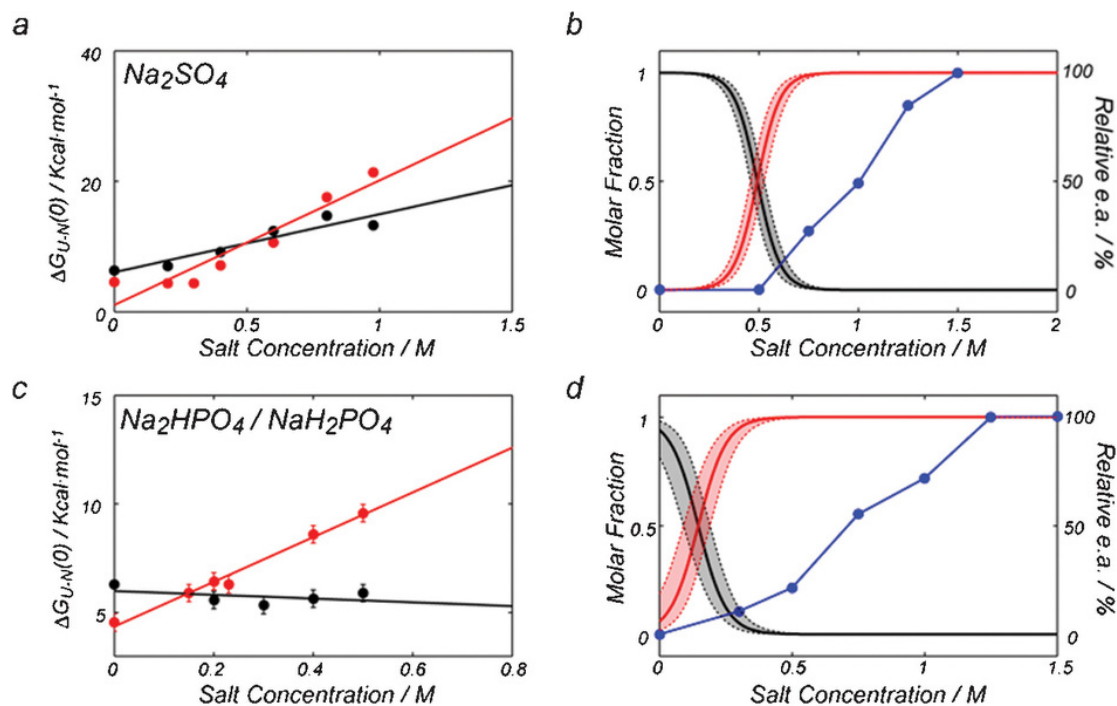 a
Na2SO4
40
20
0
ΔGU-N(0) / Kcal·mol-1
0 0.5 1 1.5
Salt Concentration / M
b
1
0.5
0
Molar Fraction
100
50
0
Relative e.a. / %
0 0.5 1 1.5 2
Salt Concentration / M
c
Na2HPO4 / NaH2PO4
15
10
5
ΔGU-N(0) / Kcal·mol-1
0 0.2 0.4 0.6 0.8
Salt Concentration / M
d
1
0.5
0
Molar Fraction
100
50
0
Relative e.a. / %
0 0.5 1 1.5
Salt Concentration / M